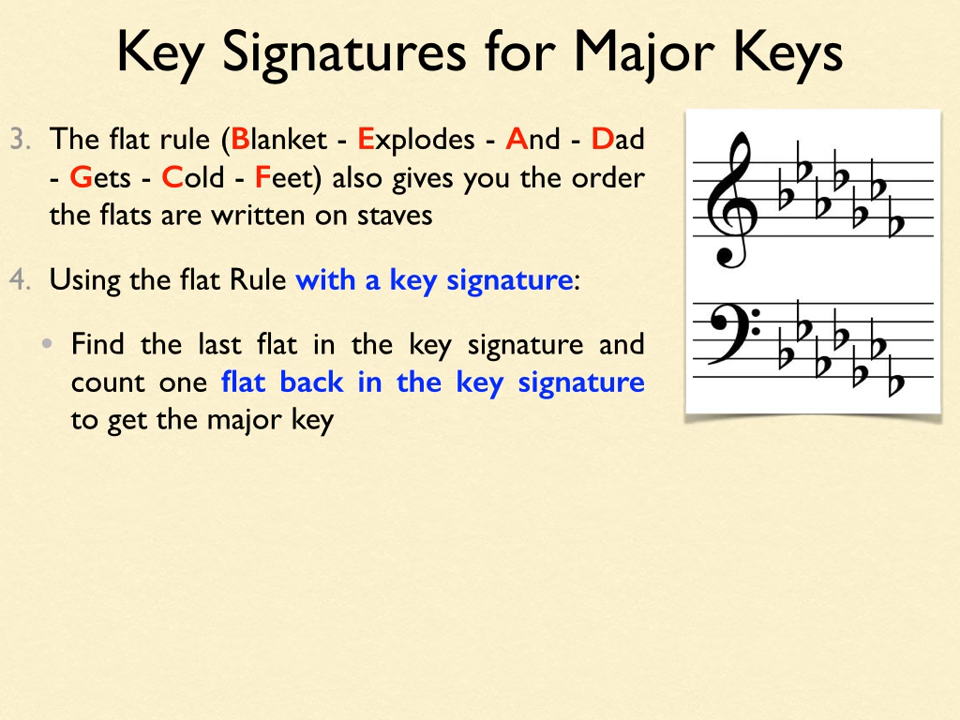 Key Signatures for Major Keys
3. The flat rule (Blanket - Explodes - And - Dad
- Gets - Cold - Feet) also gives you the order
the flats are written on staves
4. Using the flat Rule with a key signature:
• Find the last flat in the key signature and
count one flat back in the key signature
to get the major key